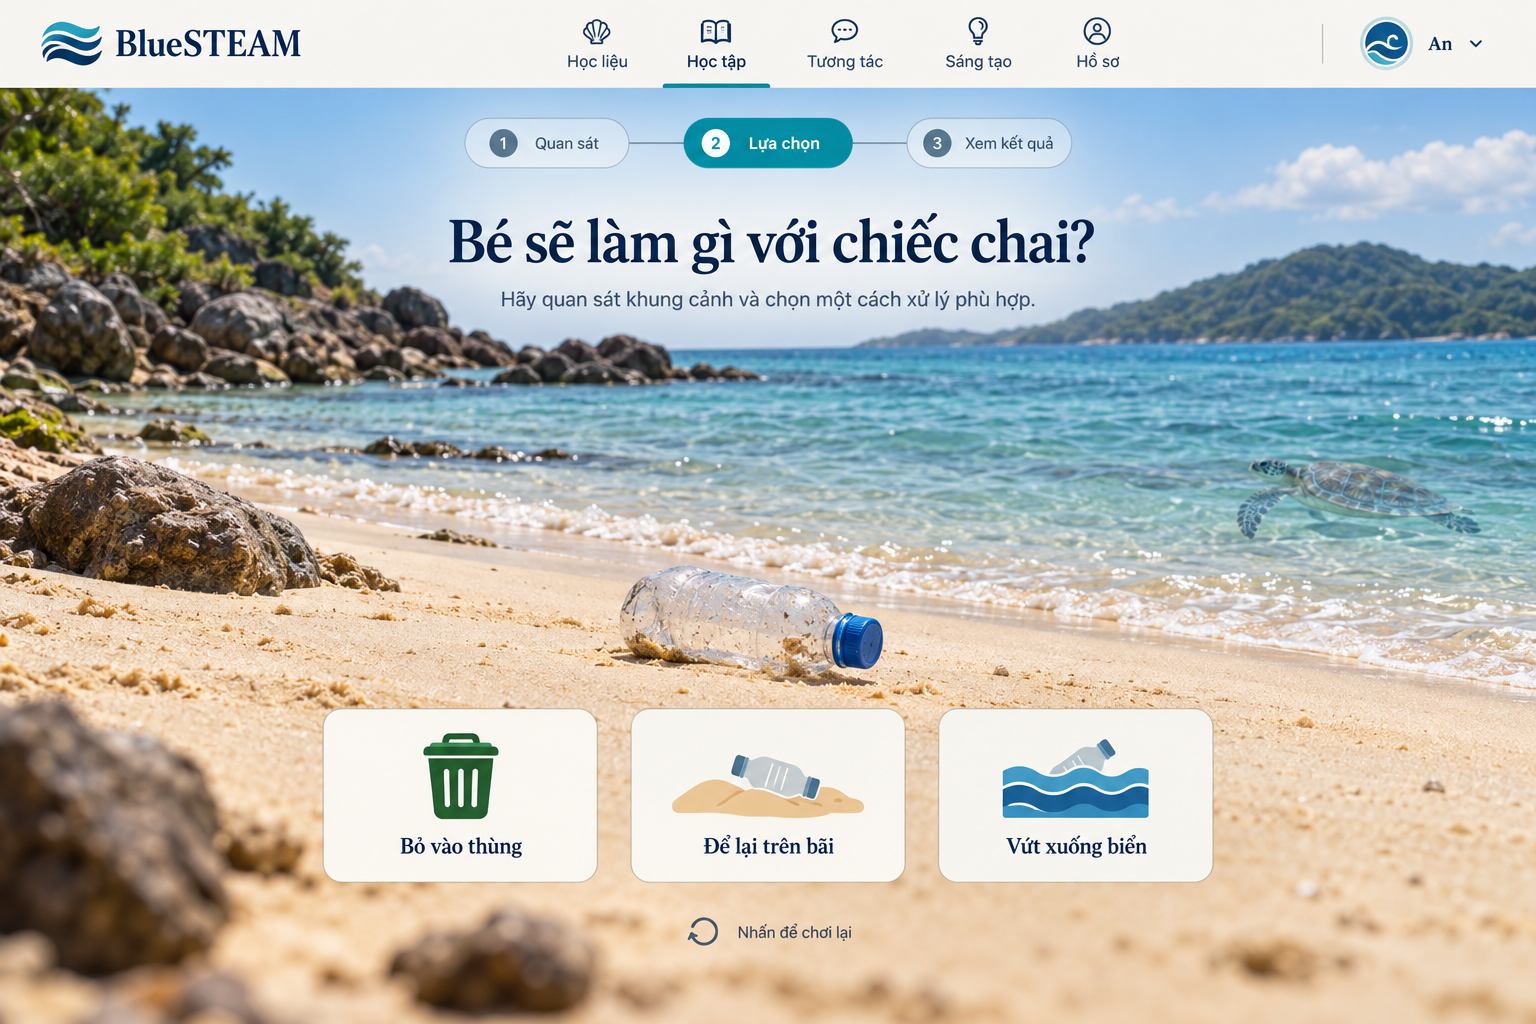 BlueSTEAM
Học liệu
Học tập
Tương tác
Sáng tạo
Hồ sơ
An
1 Quan sát
2 Lựa chọn
3 Xem kết quả
Bé sẽ làm gì với chiếc chai?
Hãy quan sát khung cảnh và chọn một cách xử lý phù hợp.
Bỏ vào thùng
Để lại trên bãi
Vứt xuống biển
Nhấn để chơi lại